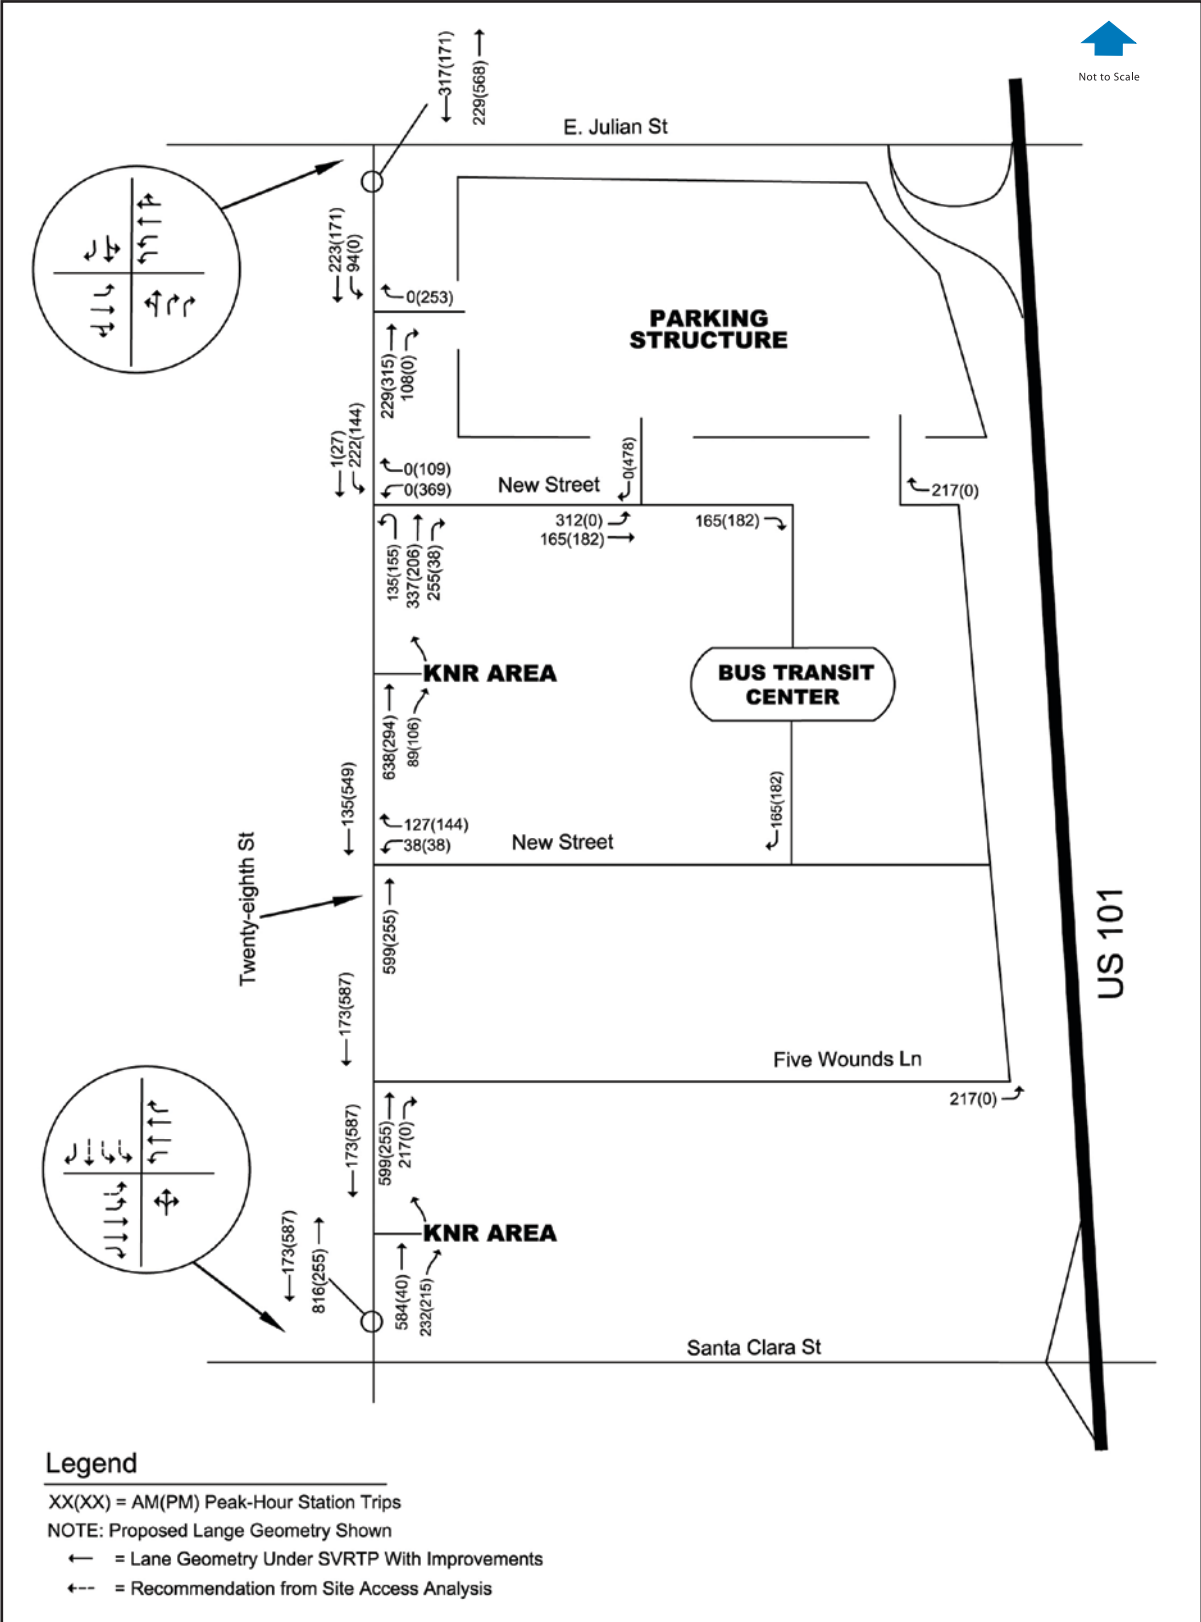 Not to Scale
317(171)
229(568)
E. Julian St
223(171)
94(0)
0(253)
PARKING
STRUCTURE
229(315)
108(0)
1(27)
222(144)
0(109)
0(369)
New Street
0(478)
217(0)
312(0)
165(182)
165(182)
135(155)
337(206)
255(38)
KNR AREA
BUS TRANSIT
CENTER
638(294)
89(106)
135(549)
165(182)
127(144)
38(38)
New Street
Twenty-eighth St
599(255)
US 101
173(587)
Five Wounds Ln
217(0)
173(587)
599(255)
217(0)
KNR AREA
173(587)
816(255)
584(40)
232(215)
Santa Clara St
Legend
XX(XX) = AM(PM) Peak-Hour Station Trips
NOTE: Proposed Lange Geometry Shown
= Lane Geometry Under SVRTP With Improvements
= Recommendation from Site Access Analysis